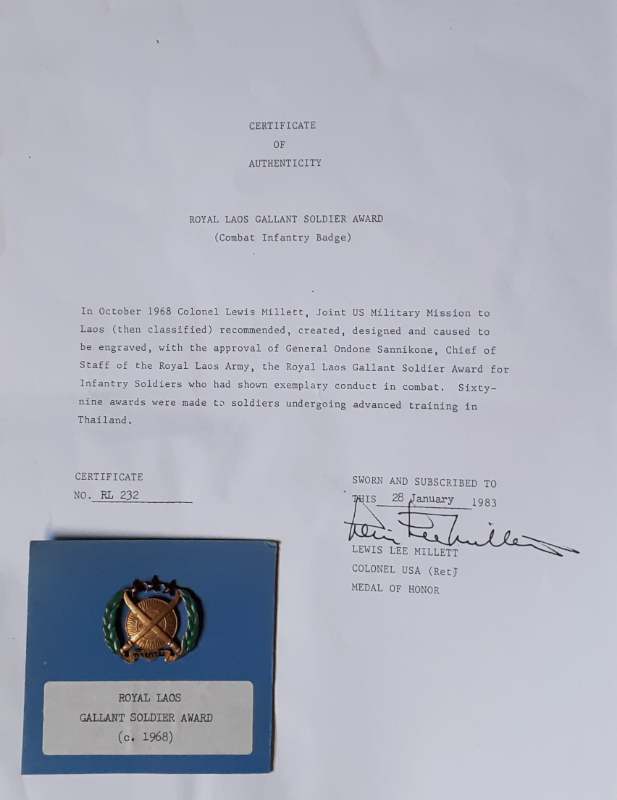 CERTIFICATE
OF
AUTHENTICITY
ROYAL LAOS GALLANT SOLDIER AWARD
(Combat Infantry Badge)
In October 1968 Colonel Lewis Millett, Joint US Military Mission to
Laos (then classified) recommended, created, designed and caused to
be engraved, with the approval of General Ondone Sannikone, Chief of
Staff of the Royal Laos Army, the Royal Laos Gallant Soldier Award for
Infantry Soldiers who had shown exemplary conduct in combat. Sixty-
nine awards were made to soldiers undergoing advanced training in
Thailand.
CERTIFICATE
NO. RL 232
SWORN AND SUBSCRIBED TO
THIS 28 January 1983
Lewis Lee Millett
LEWIS LEE MILLETT
COLONEL USA (Ret)
MEDAL OF HONOR
ROYAL LAOS
GALLANT SOLDIER AWARD
(c. 1968)